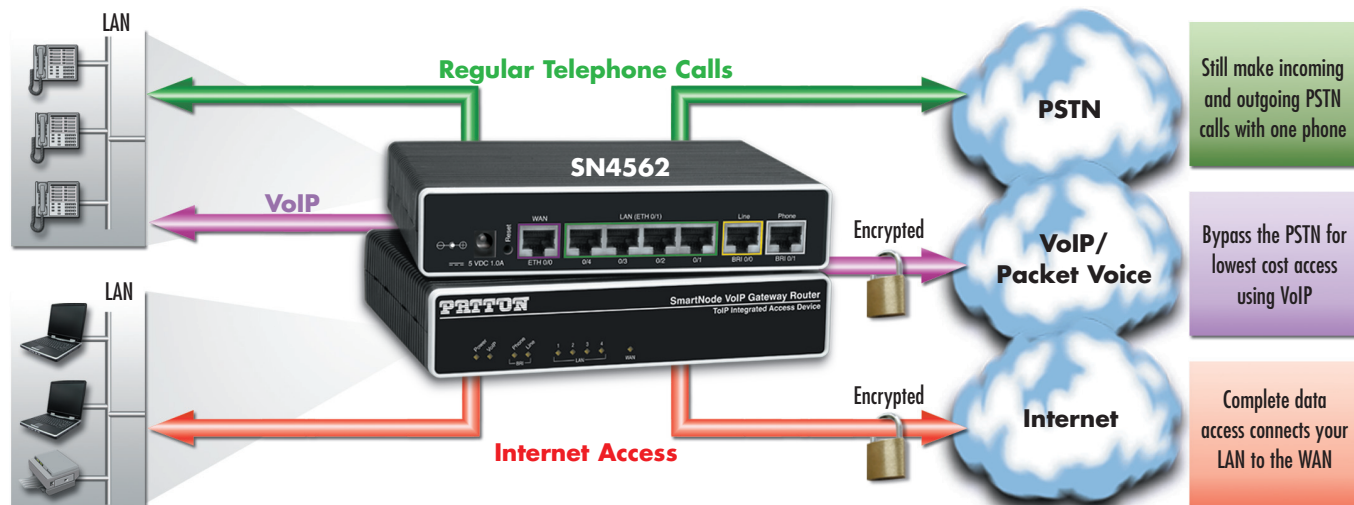 LAN
Regular Telephone Calls
PSTN
Still make incoming
and outgoing PSTN
calls with one phone
SN4562
VoIP
WAN
LAN (ETH 0/1)
Line
Phone
Reset
5 VDC 1.0A
ETH 0/0
0/4
0/3
0/2
0/1
BRI 0/0
BRI 0/1
Encrypted
VoIP/
Packet Voice
Bypass the PSTN for
lowest cost access
using VoIP
LAN
PATTON
SmartNode VoIP Gateway Router
ToIP Integrated Access Device
Power
VoIP
Phone
Line
BRI
1
2
3
4
LAN
WAN
Encrypted
Internet
Internet Access
Complete data
access connects your
LAN to the WAN